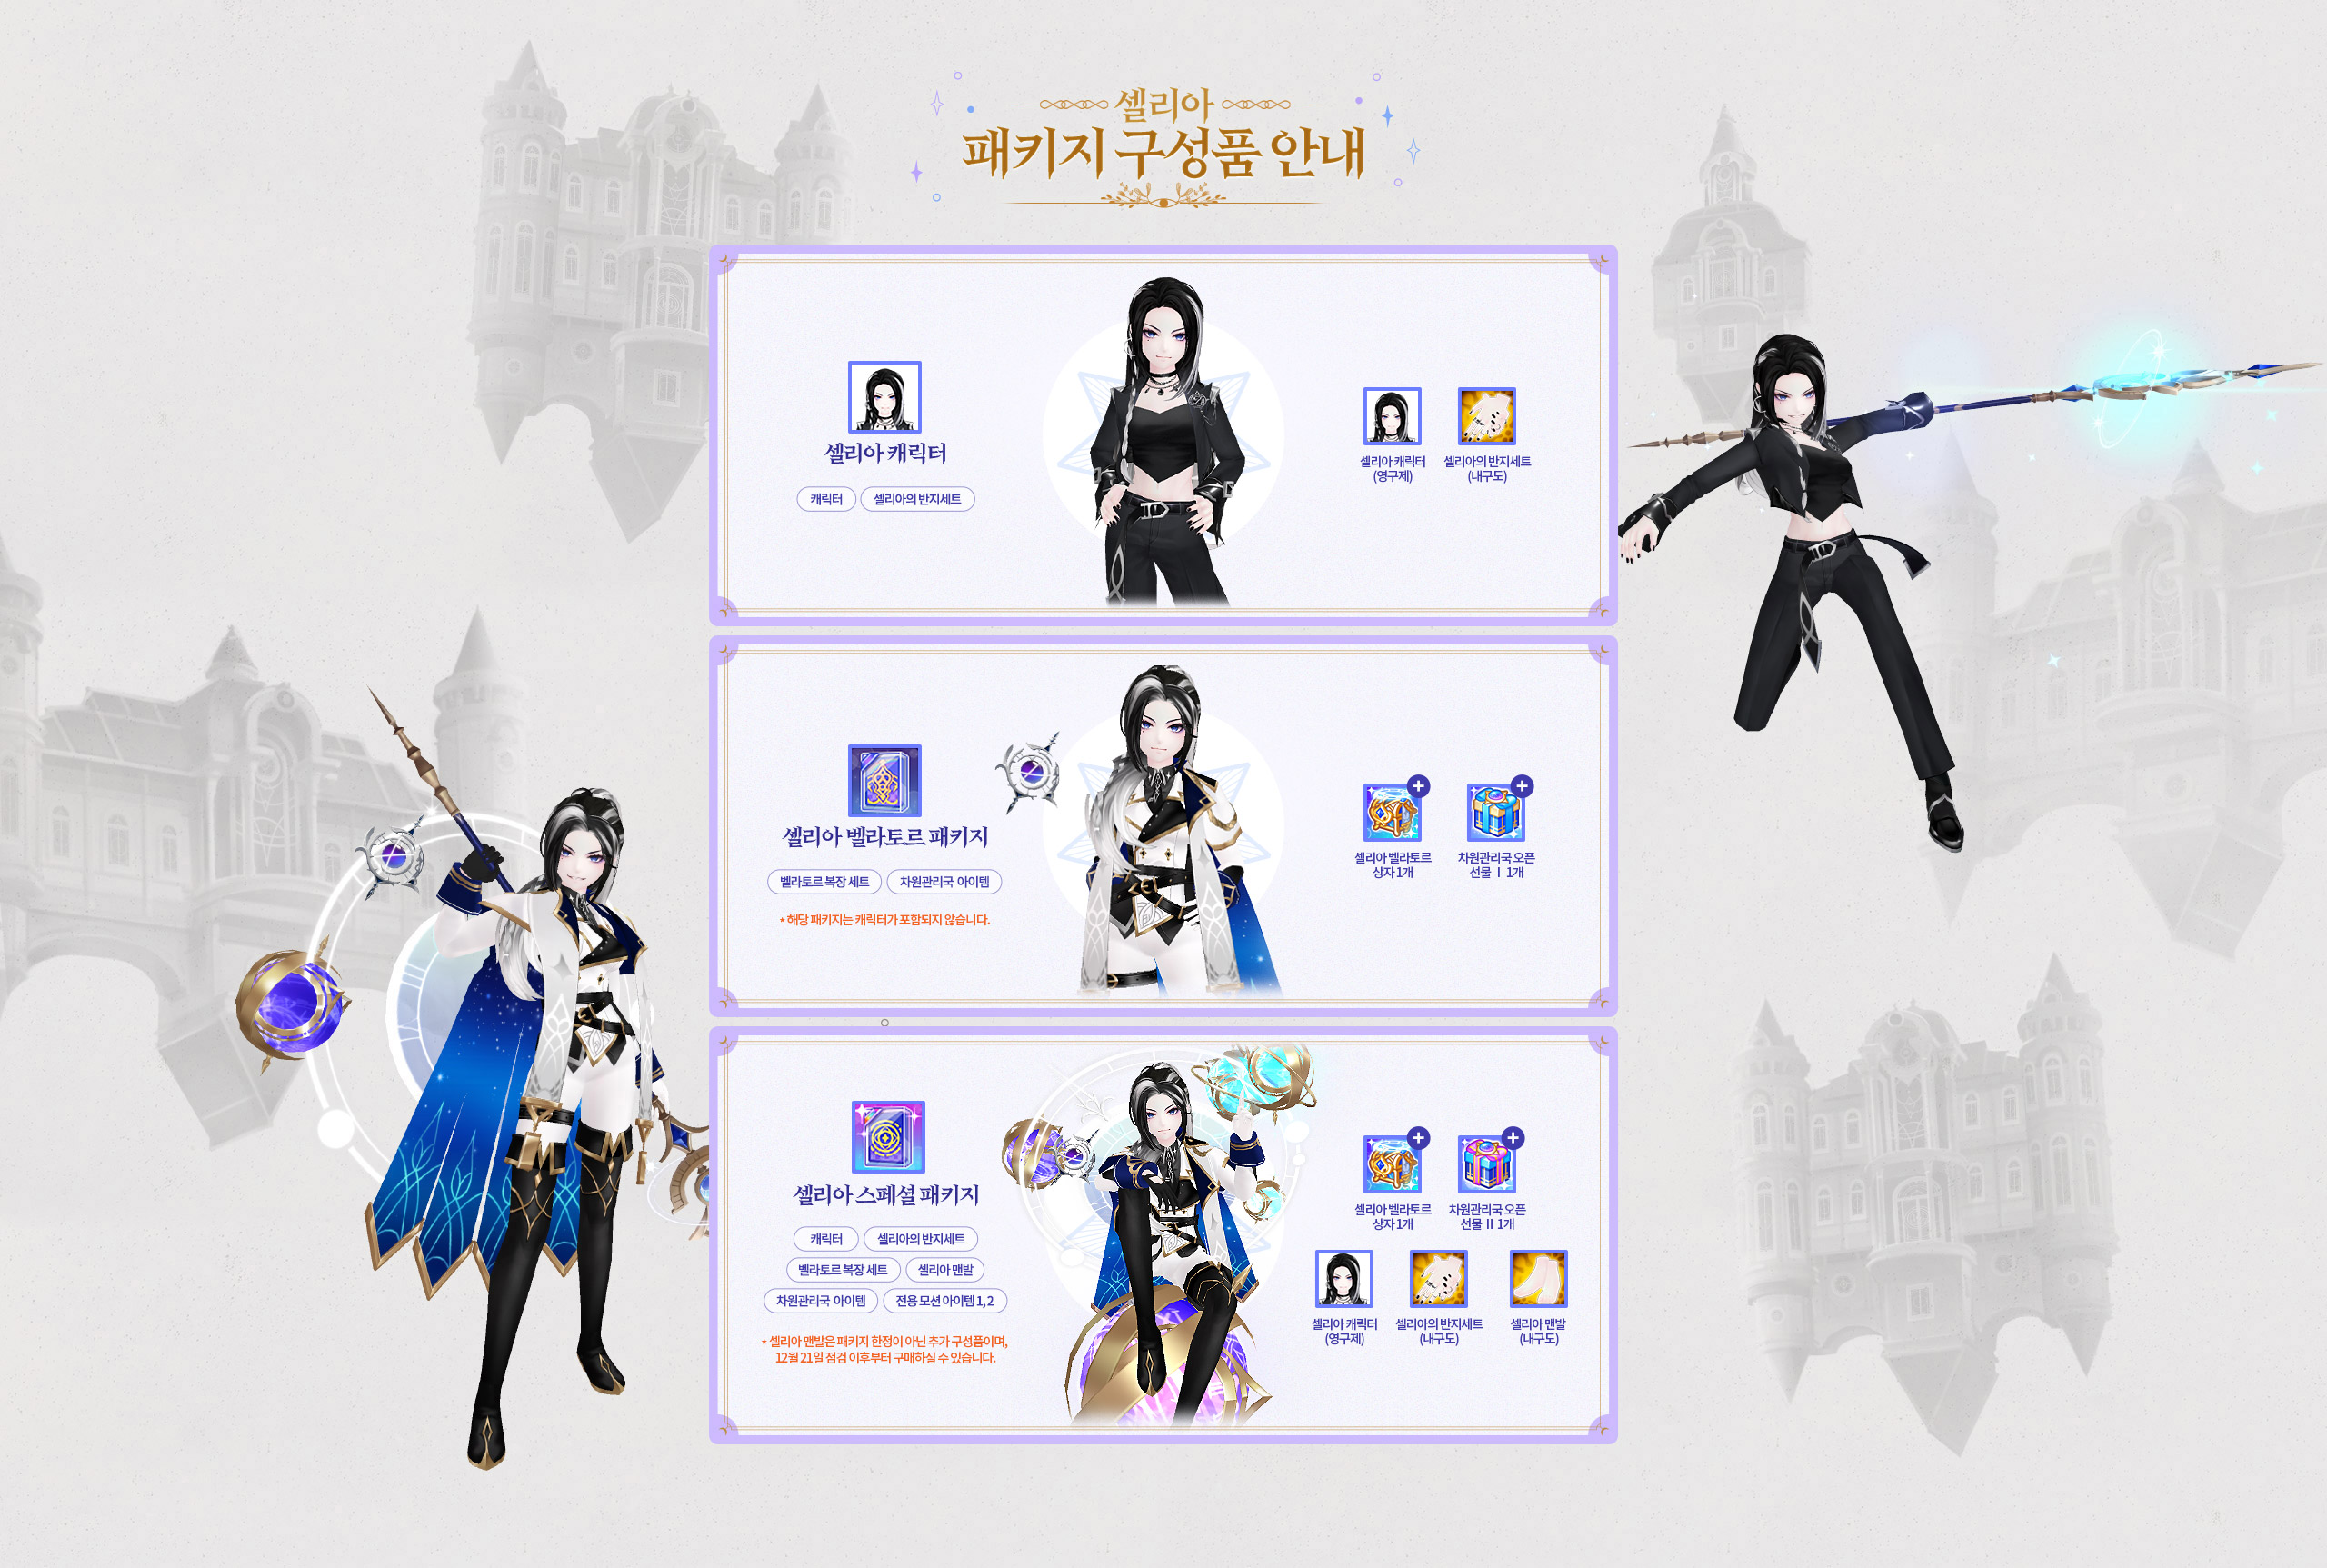 셀리아
패키지 구성품 안내
셀리아 캐릭터
캐릭터
셀리아의 반지세트
셀리아 캐릭터
(영구제)
셀리아의 반지세트
(내구도)
셀리아 벨라토르 패키지
벨라토르 복장 세트
차원관리국 아이템
* 해당 패키지는 캐릭터가 포함되지 않습니다.
셀리아 벨라토르
상자 1개
차원관리국 오픈
선물 Ⅰ 1개
셀리아 스페셜 패키지
캐릭터
셀리아의 반지세트
벨라토르 복장 세트
셀리아 맨발
차원관리국 아이템
전용 모션 아이템 1, 2
* 셀리아 맨발은 패키지 한정이 아닌 추가 구성품이며,
12월 21일 점검 이후부터 구매하실 수 있습니다.
셀리아 벨라토르
상자 1개
차원관리국 오픈
선물 Ⅱ 1개
셀리아 캐릭터
(영구제)
셀리아의 반지세트
(내구도)
셀리아 맨발
(내구도)